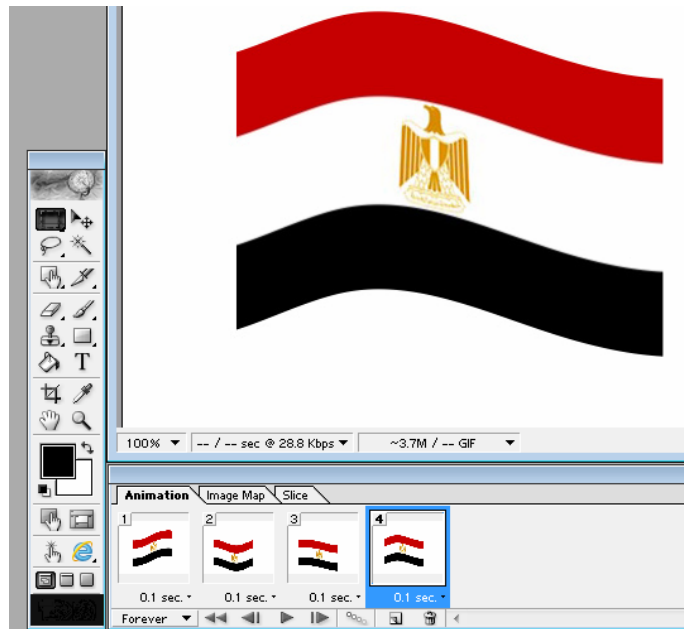 T
100%
-- / -- sec @ 28.8 Kbps
~3.7M / -- GIF
Animation
Image Map
Slice
1
2
3
4
0.1 sec.
0.1 sec.
0.1 sec.
0.1 sec.
Forever